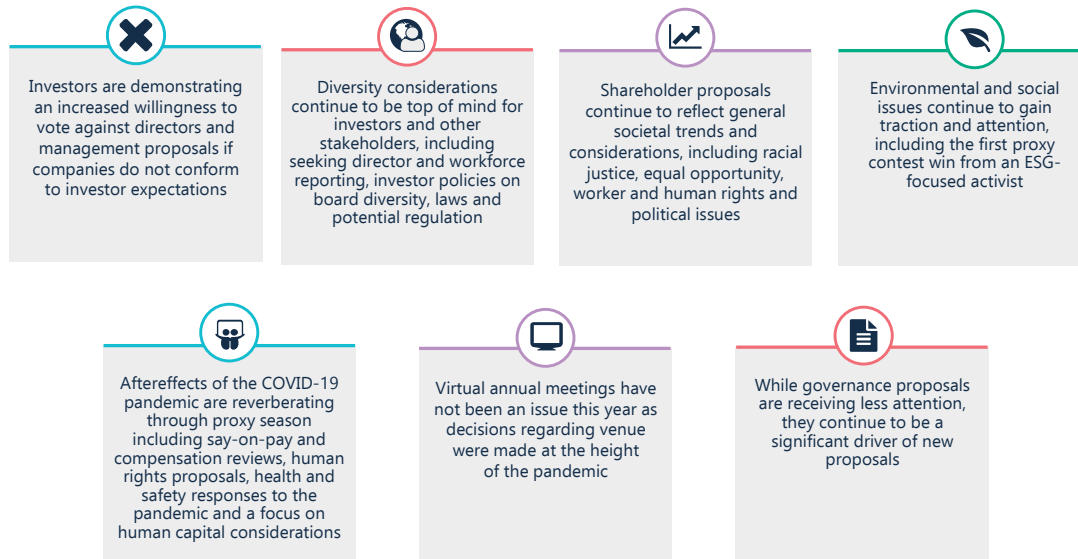 Investors are demonstrating
an increased willingness to
vote against directors and
management proposals if
companies do not conform
to investor expectations
Diversity considerations
continue to be top of mind for
investors and other
stakeholders, including
seeking director and workforce
reporting, investor policies on
board diversity, laws and
potential regulation
Shareholder proposals
continue to reflect general
societal trends and
considerations, including racial
justice, equal opportunity,
worker and human rights and
political issues
Environmental and social
issues continue to gain
traction and attention,
including the first proxy
contest win from an ESG-
focused activist
Aftereffects of the COVID-19
pandemic are reverberating
through proxy season
including say-on-pay and
compensation reviews, human
rights proposals, health and
safety responses to the
pandemic and a focus on
human capital considerations
Virtual annual meetings have
not been an issue this year as
decisions regarding venue
were made at the height
of the pandemic
While governance proposals
are receiving less attention,
they continue to be a
significant driver of new
proposals